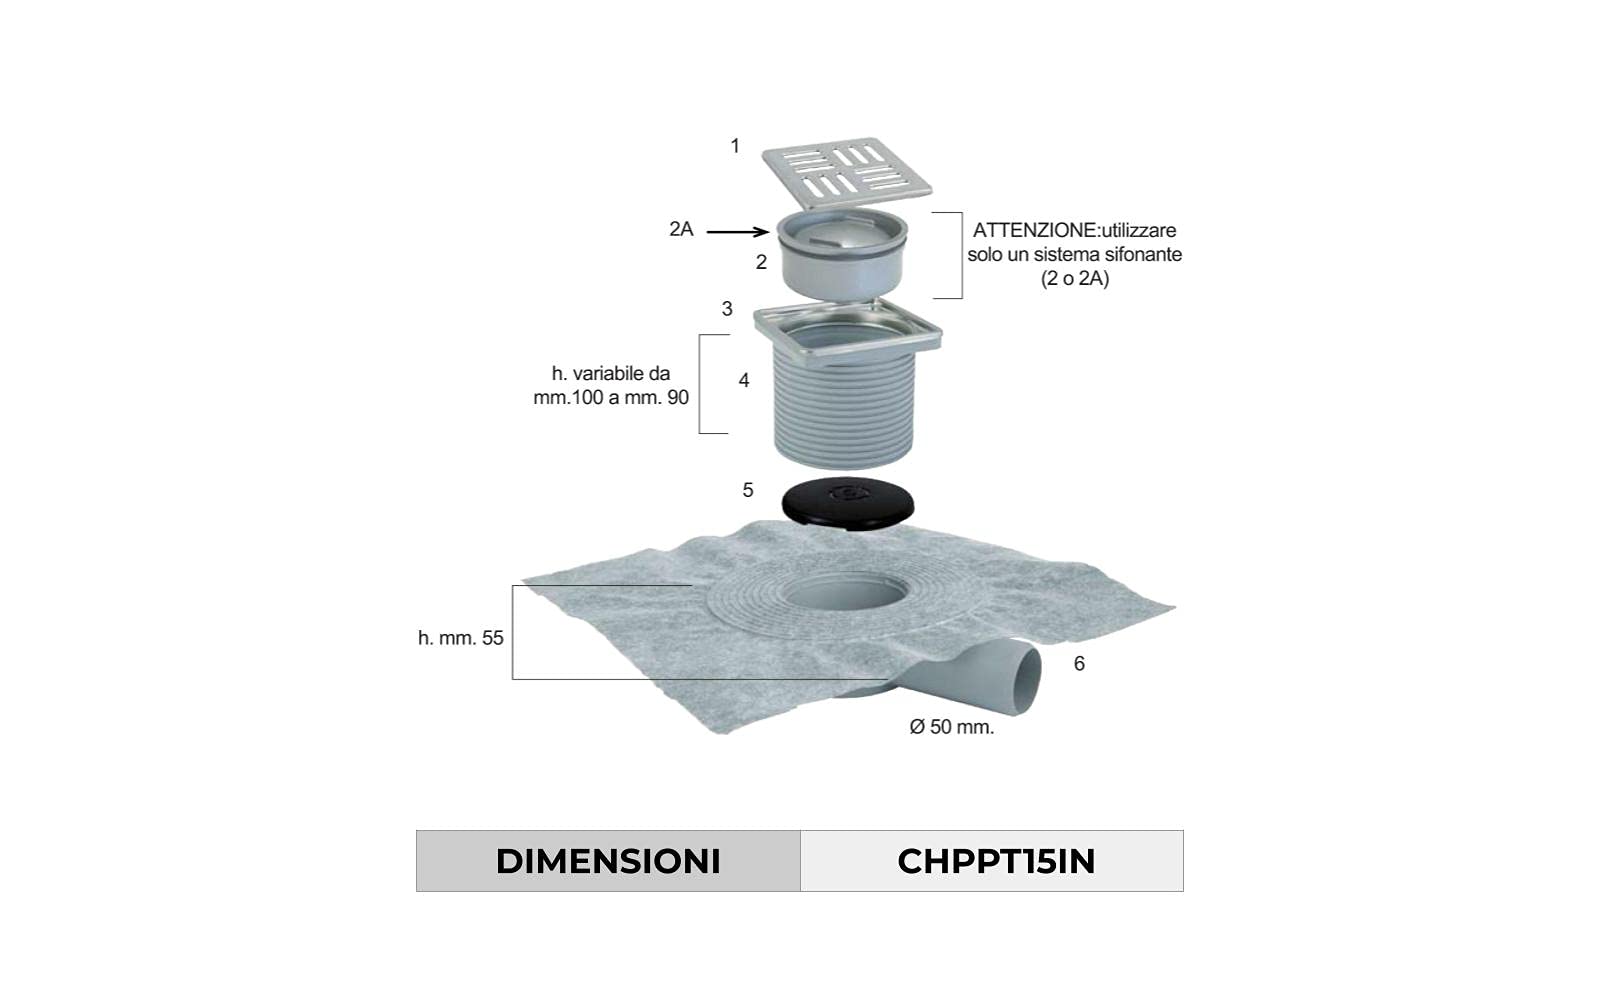 1
2A
2
ATTENZIONE:utilizzare
solo un sistema sifonante
(2 o 2A)
3
h. variabile da
mm.100 a mm. 90
4
5
h. mm. 55
6
Ø 50 mm.
DIMENSIONI
CHPPT15IN